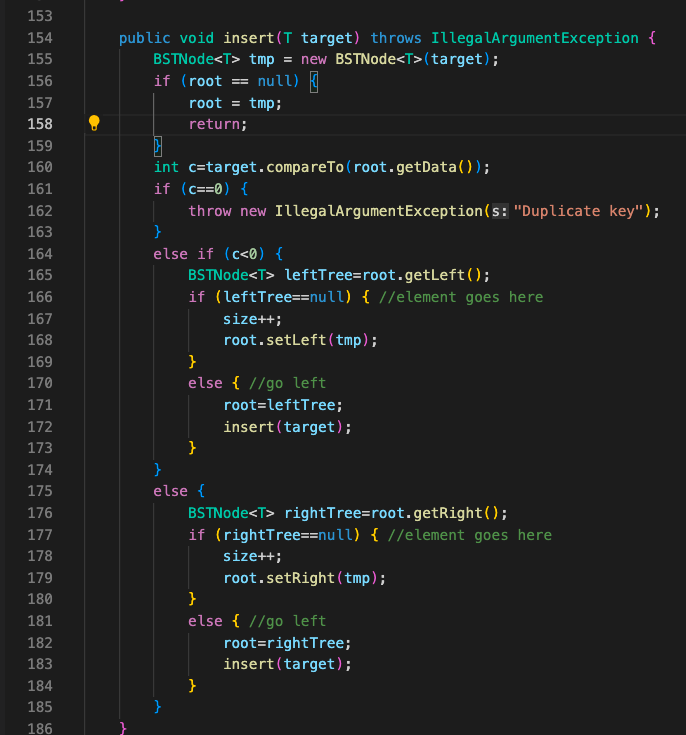 153
154 public void insert(T target) throws IllegalArgumentException {
155 BSTNode<T> tmp = new BSTNode<T>(target);
156 if (root == null) {
157 root = tmp;
158 return;
159 }
160 int c=target.compareTo(root.getData());
161 if (c==0) {
162 throw new IllegalArgumentException(s: "Duplicate key");
163 }
164 else if (c<0) {
165 BSTNode<T> leftTree=root.getLeft();
166 if (leftTree==null) { //element goes here
167 size++;
168 root.setLeft(tmp);
169 }
170 else { //go left
171 root=leftTree;
172 insert(target);
173 }
174 }
175 else {
176 BSTNode<T> rightTree=root.getRight();
177 if (rightTree==null) { //element goes here
178 size++;
179 root.setRight(tmp);
180 }
181 else { //go left
182 root=rightTree;
183 insert(target);
184 }
185 }
186 }